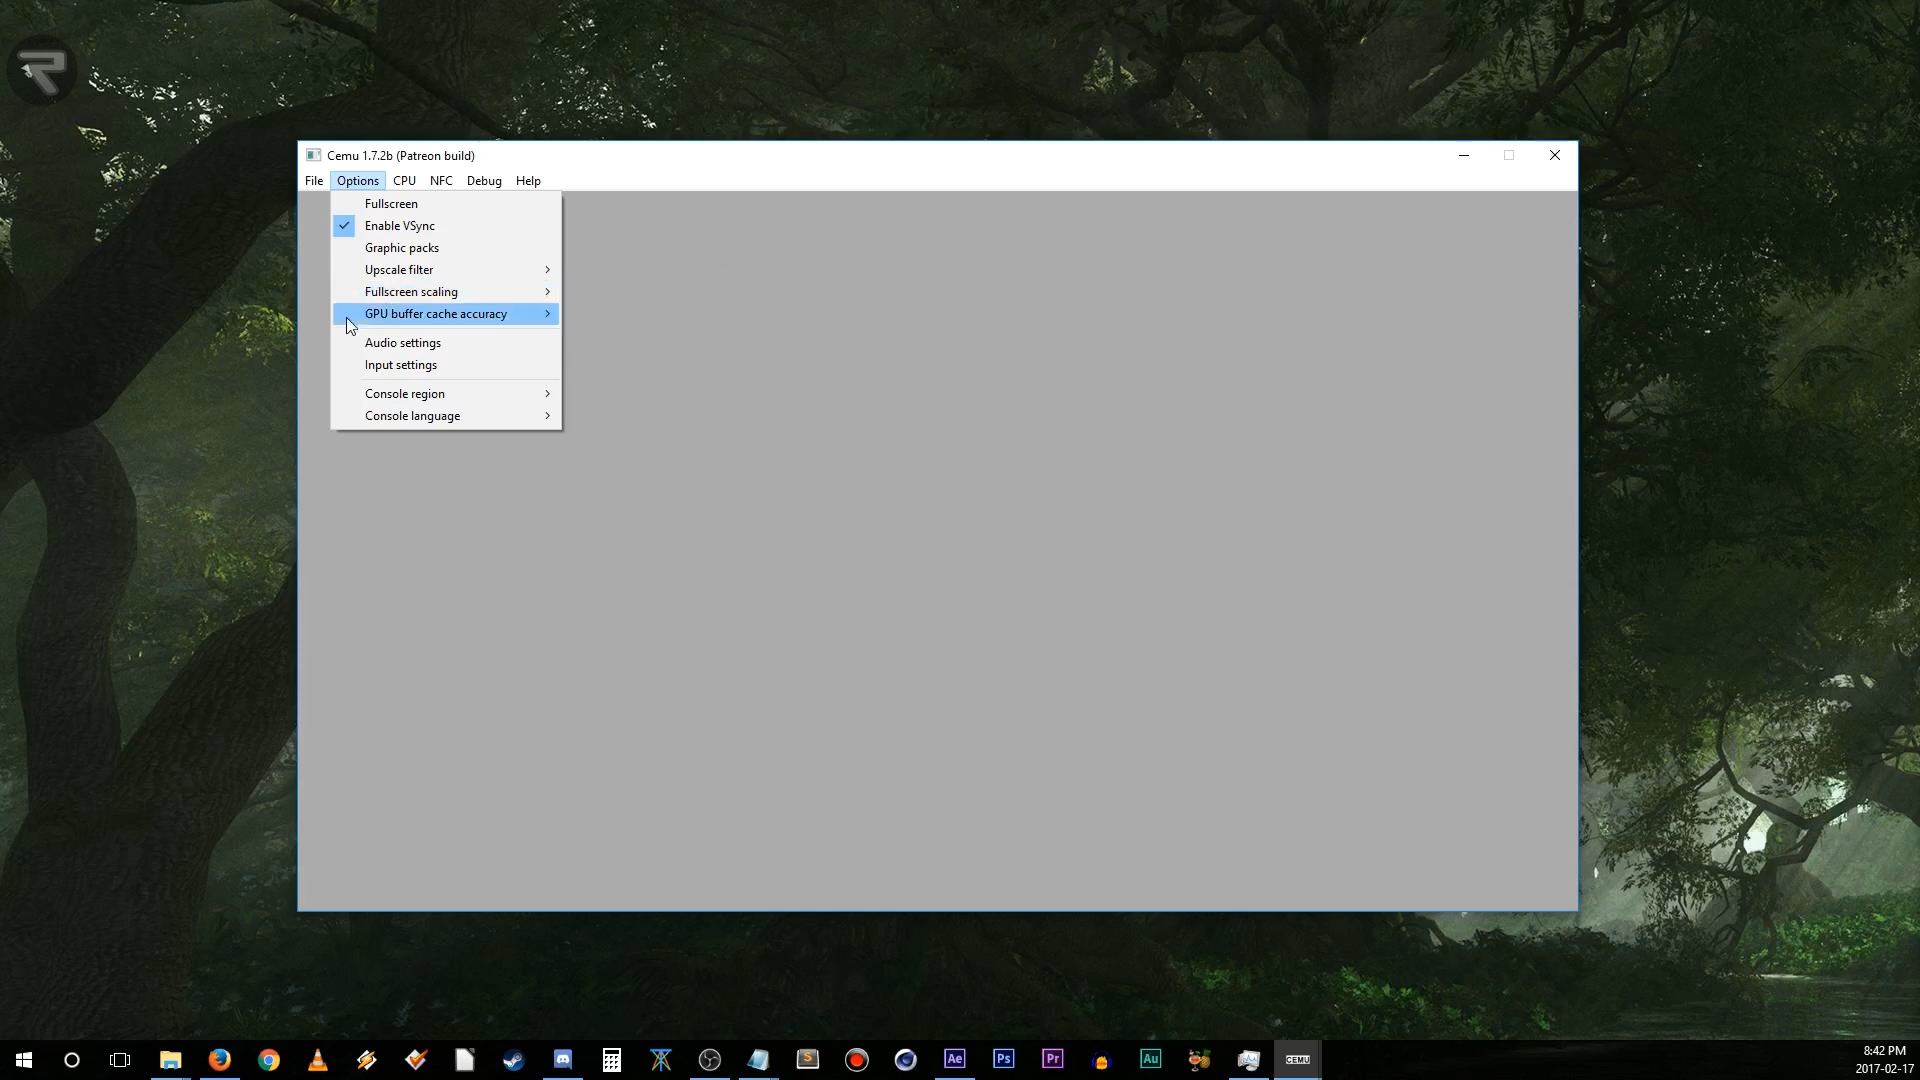 Cemu 1.7.2b (Patreon build)
File Options CPU NFC Debug Help
Fullscreen
Enable VSync
Graphic packs
Upscale filter
Fullscreen scaling
GPU buffer cache accuracy
Audio settings
Input settings
Console region
Console language
S Ae Ps Pr Au CEMU
8:42 PM
2017-02-17